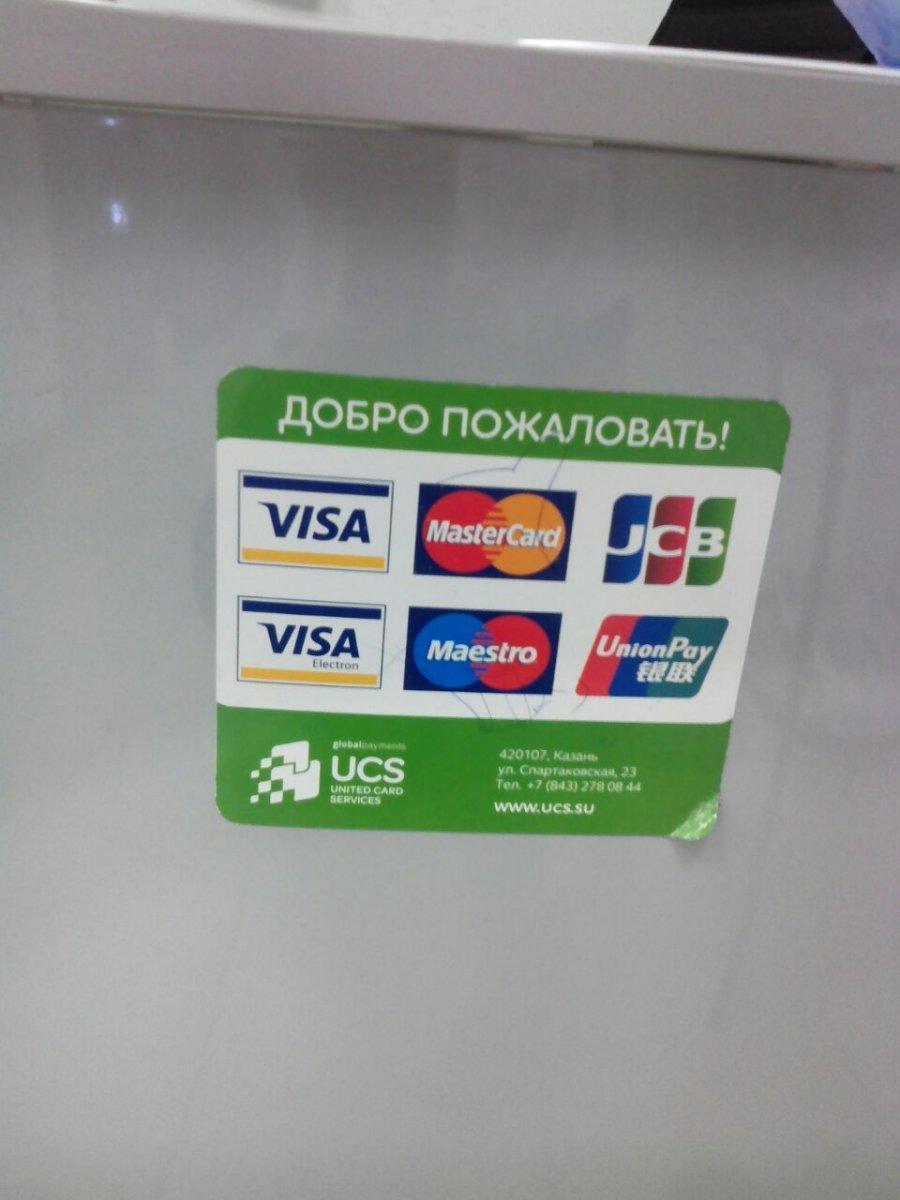 ДОБРО ПОЖАЛОВАТЬ!
VISA
MasterCard
JCB
VISA
Electron
Maestro
UnionPay
银联
globalpayments
UCS
UNITED CARD
SERVICES
420107, Казань
ул. Спартаковская, 23
Тел. +7 (843) 278 08 44
www.ucs.su